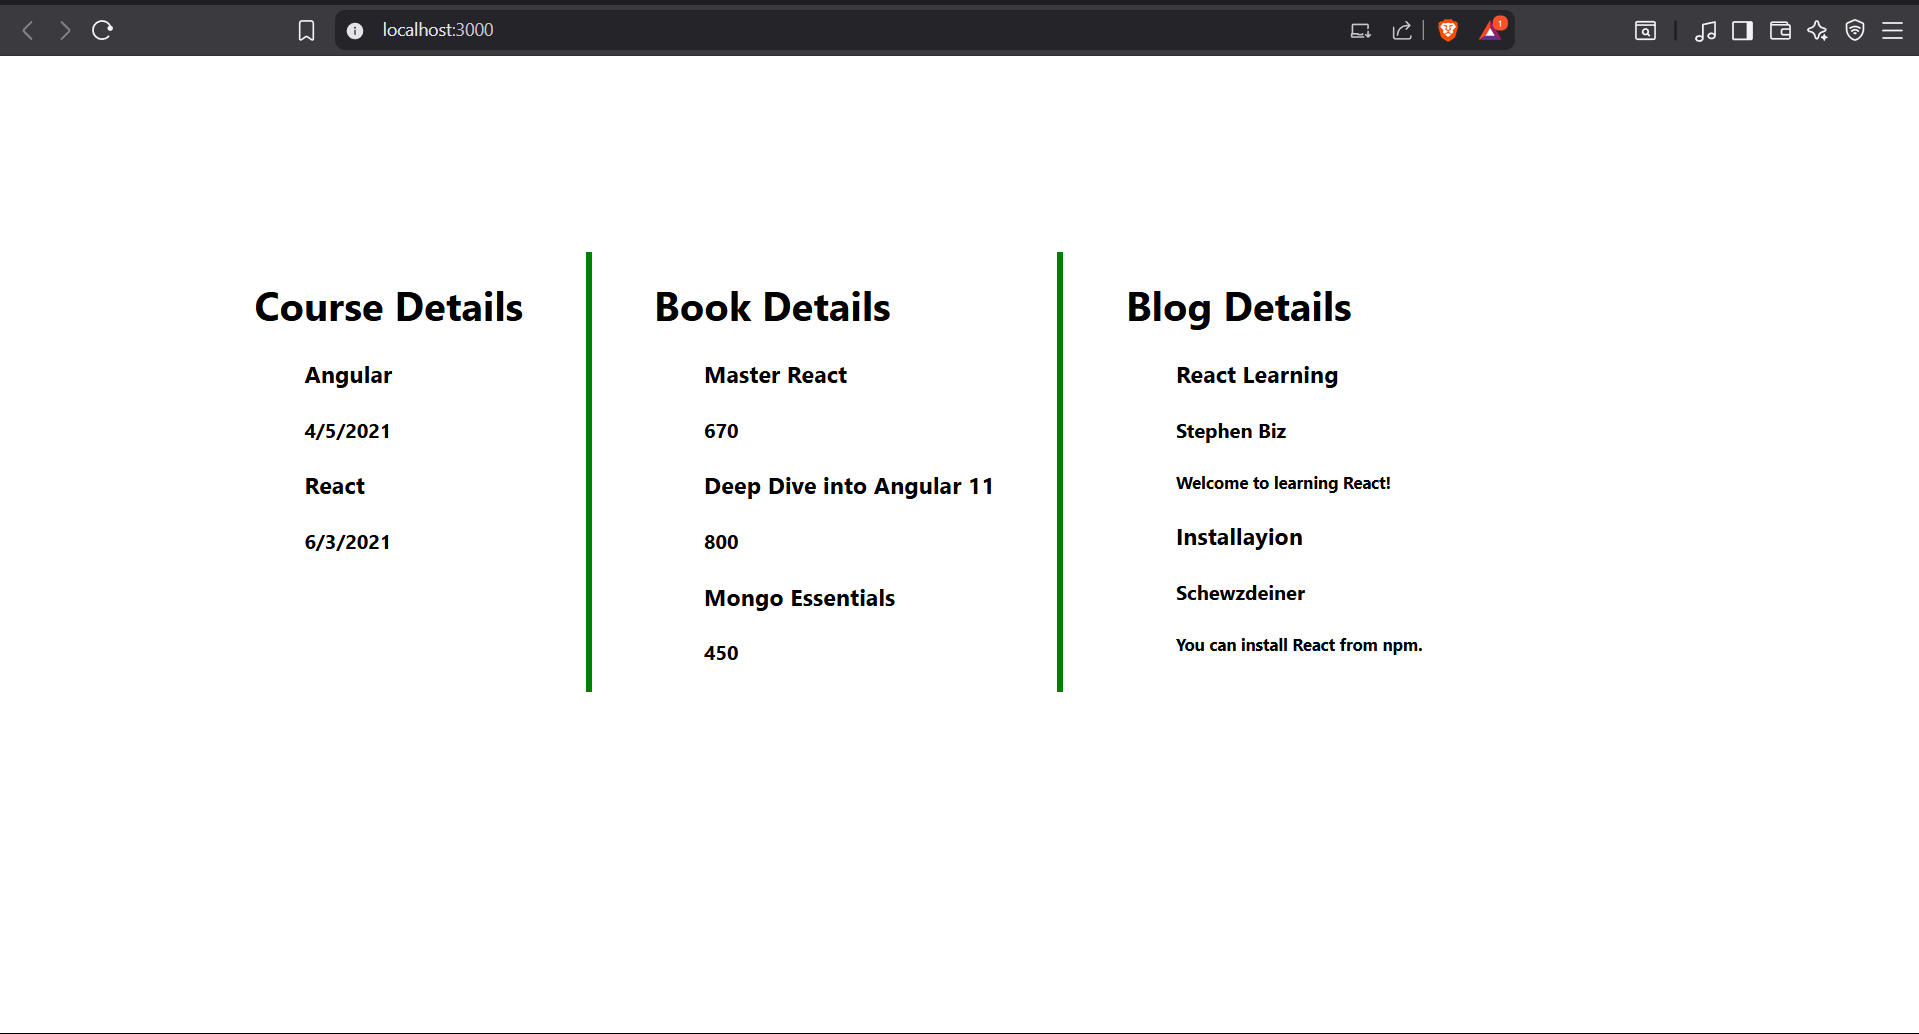 localhost:3000
1
Course Details
Angular
4/5/2021
React
6/3/2021
Book Details
Master React
670
Deep Dive into Angular 11
800
Mongo Essentials
450
Blog Details
React Learning
Stephen Biz
Welcome to learning React!
Installayion
Schewzdeiner
You can install React from npm.